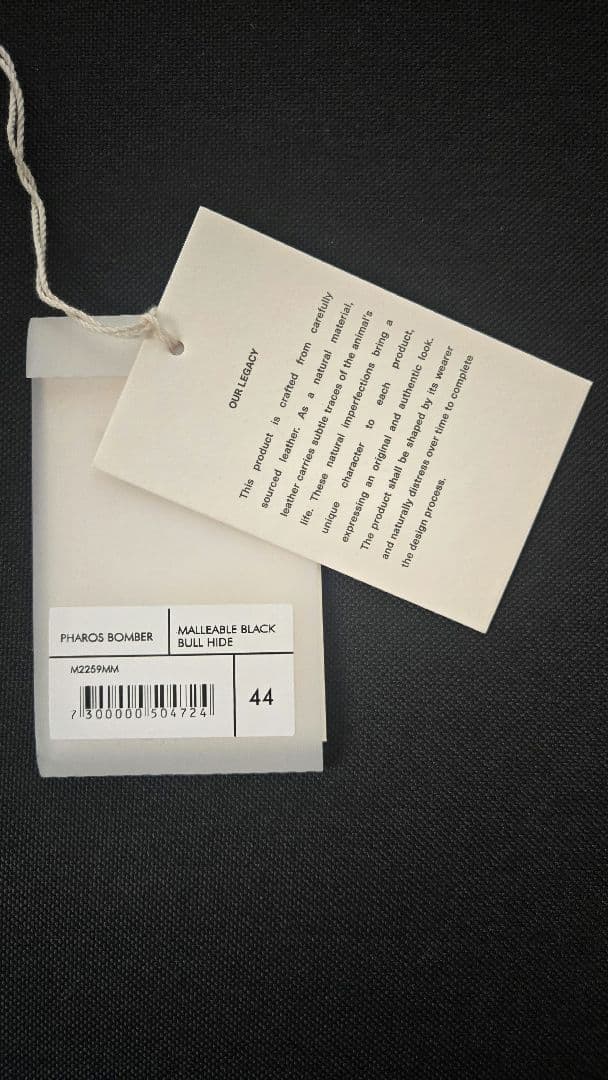 OUR LEGACY
This product is crafted from carefully
sourced leather. As a natural material,
leather carries subtle traces of the animal's
life. These natural imperfections bring a
unique character to each product,
expressing an original and authentic look.
The product shall be shaped by its wearer
and naturally distress over time to complete
the design process.
PHAROS BOMBER
MALLEABLE BLACK
BULL HIDE
M2259MM
7 300000 504724
44